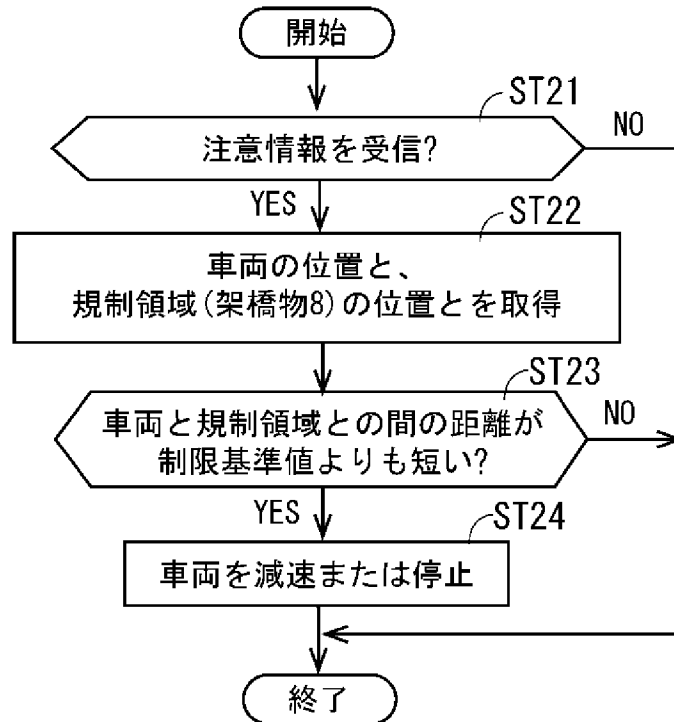 開始
ST21
注意情報を受信?
NO
YES
ST22
車両の位置と、
規制領域(架橋物8)の位置とを取得
ST23
車両と規制領域との間の距離が
制限基準値よりも短い?
NO
YES
ST24
車両を減速または停止
終了